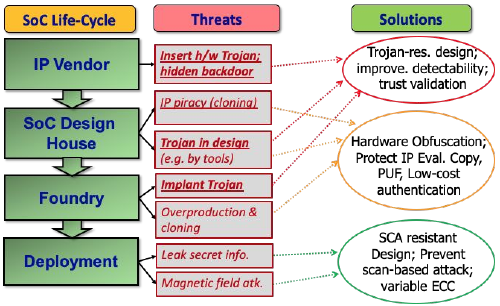 SoC Life-Cycle
Threats
Solutions
IP Vendor
Insert h/w Trojan;
hidden backdoor
Trojan-res. design;
improve. detectability;
trust validation
SoC Design
House
IP piracy (cloning)
Trojan in design
(e.g. by tools)
Hardware Obfuscation;
Protect IP Eval. Copy,
PUF, Low-cost
authentication
Foundry
Implant Trojan
Overproduction &
cloning
Deployment
Leak secret info.
Magnetic field atk.
SCA resistant
Design; Prevent
scan-based attack;
variable ECC